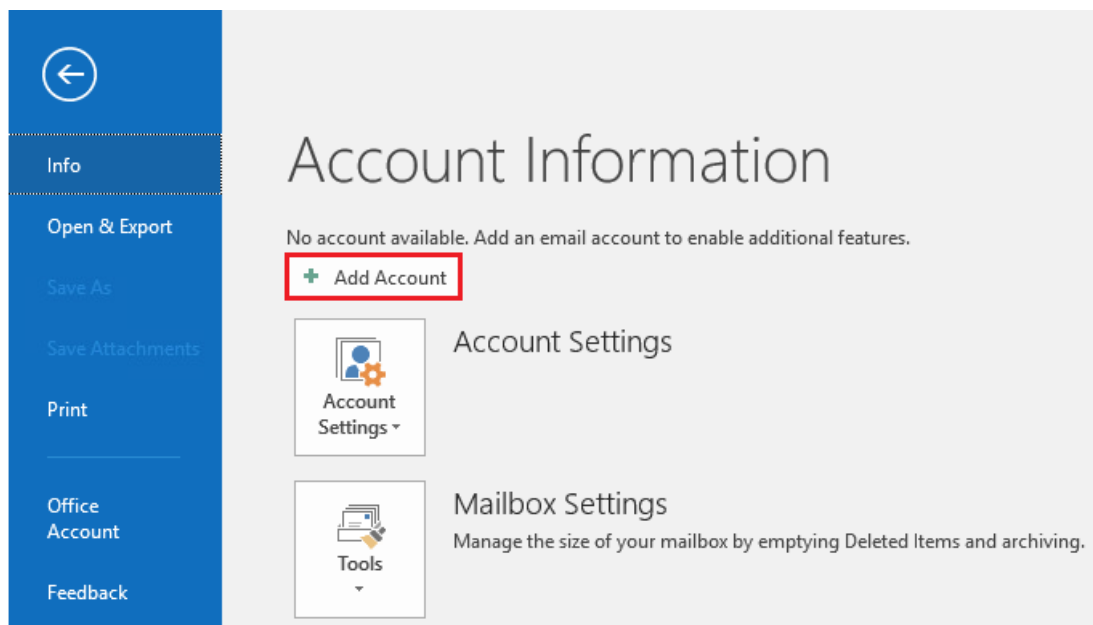 Info
Open & Export
Save As
Save Attachments
Print
Office
Account
Feedback
Account Information
No account available. Add an email account to enable additional features.
Add Account
Account
Settings
Account Settings
Tools
Mailbox Settings
Manage the size of your mailbox by emptying Deleted Items and archiving.